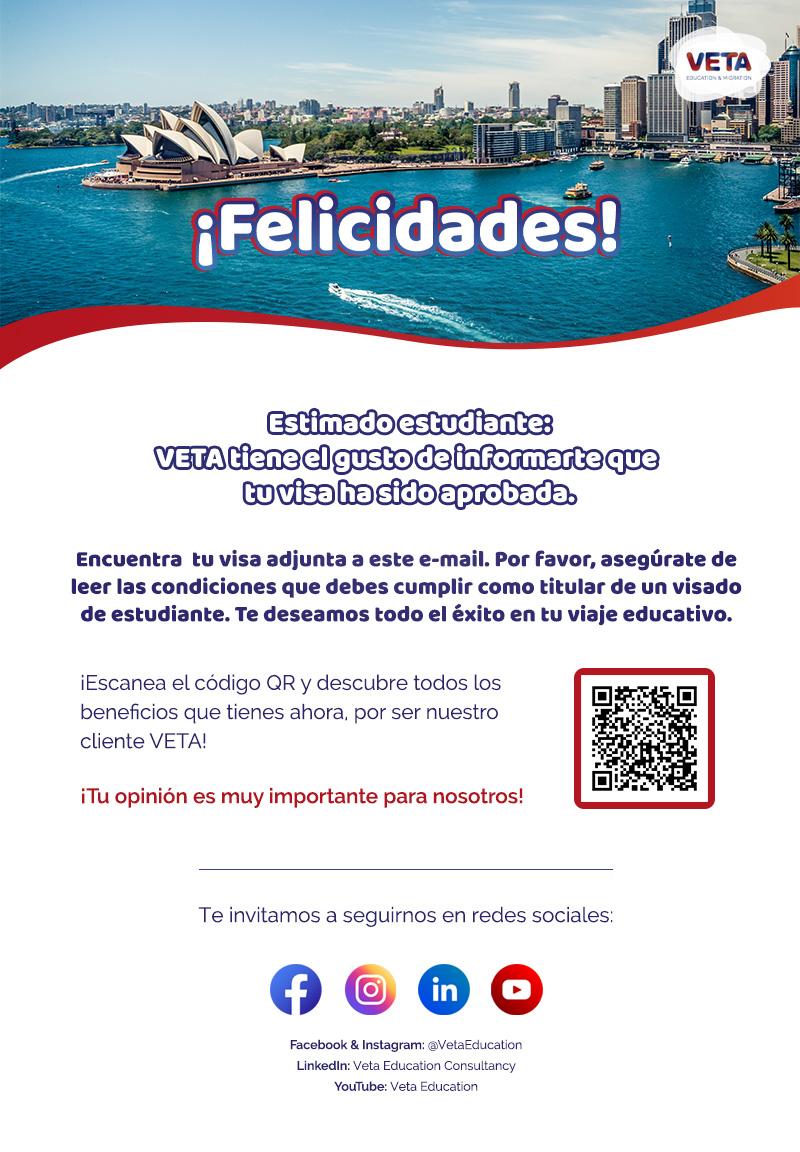 VETA
EDUCATION & MIGRATION
¡Felicidades!
Estimado estudiante:
VETA tiene el gusto de informarte que
tu visa ha sido aprobada.
Encuentra  tu visa adjunta a este e-mail. Por favor, asegúrate de
leer las condiciones que debes cumplir como titular de un visado
de estudiante. Te deseamos todo el éxito en tu viaje educativo.
¡Escanea el código QR y descubre todos los
beneficios que tienes ahora, por ser nuestro
cliente VETA!
¡Tu opinión es muy importante para nosotros!
Te invitamos a seguirnos en redes sociales:
Facebook & Instagram: @VetaEducation
LinkedIn: Veta Education Consultancy
YouTube: Veta Education